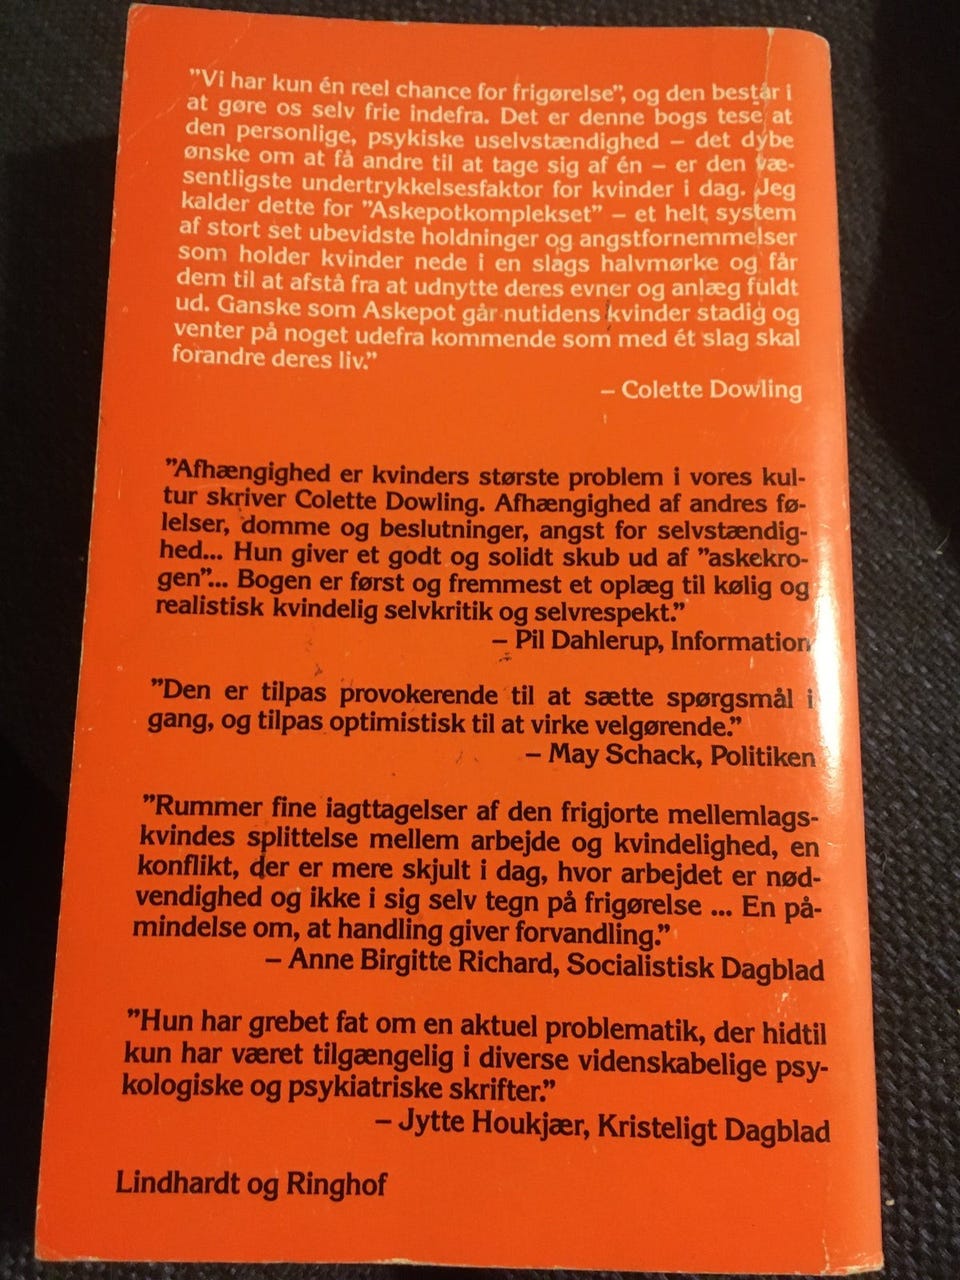 "Vi har kun én reel chance for frigørelse", og den består i
at gøre os selv frie indefra. Det er denne bogs tese at
den personlige, psykiske uselvstændighed – det dybe
ønske om at få andre til at tage sig af én – er den væ-
sentligste undertrykkelsesfaktor for kvinder i dag. Jeg
kalder dette for "Askepotkomplekset" – et helt system
af stort set ubevidste holdninger og angstfornemmelser
som holder kvinder nede i en slags halvmørke og får
dem til at afstå fra at udnytte deres evner og anlæg fuldt
ud. Ganske som Askepot går nutidens kvinder stadig og
venter på noget udefra kommende som med ét slag skal
forandre deres liv."
– Colette Dowling
"Afhængighed er kvinders største problem i vores kul-
tur skriver Colette Dowling. Afhængighed af andres fø-
lelser, domme og beslutninger, angst for selvstændig-
hed... Hun giver et godt og solidt skub ud af "askekro-
gen"... Bogen er først og fremmest et oplæg til kølig og
realistisk kvindelig selvkritik og selvrespekt."
– Pil Dahlerup, Information
"Den er tilpas provokerende til at sætte spørgsmål i
gang, og tilpas optimistisk til at virke velgørende."
– May Schack, Politiken
"Rummer fine iagttagelser af den frigjorte mellemlags-
kvindes splittelse mellem arbejde og kvindelighed, en
konflikt, der er mere skjult i dag, hvor arbejdet er nød-
vendighed og ikke i sig selv tegn på frigørelse ... En på-
mindelse om, at handling giver forvandling."
– Anne Birgitte Richard, Socialistisk Dagblad
"Hun har grebet fat om en aktuel problematik, der hidtil
kun har været tilgængelig i diverse videnskabelige psy-
kologiske og psykiatriske skrifter."
– Jytte Houkjær, Kristeligt Dagblad
Lindhardt og Ringhof